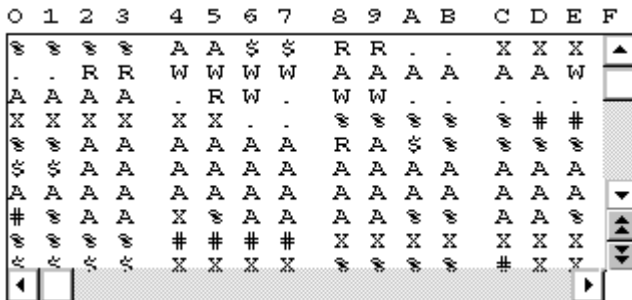 0 1 2 3 4 5 6 7 8 9 A B C D E F
% % % % A A $ $ R R . . X X X
. . R R W W W W A A A A A A W
A A A A . R W . W W . . . . .
X X X X X X . . % % % % % # #
% % A A A A A A R A $ % % % %
$ $ A A A A A A A A A A A A A
A A A A A A A A A A A A A A A
# % A A X % A A A A % % A A %
% % % % # # # # X X X X X X X
$ $ $ $ X X X X % % % % # X X